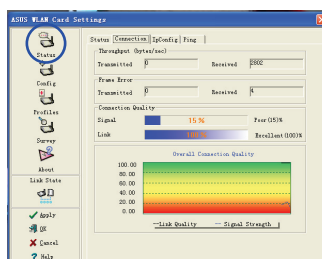 ASUS WLAN Card Settings
Status
Config
Profiles
Survey
About
Link State
Apply
OK
Cancel
Help
Status Connection IpConfig Ping
Throughput (bytes/sec)
Transmitted 0 Received 2802
Frame Error
Transmitted 0 Received 4
Connection Quality
Signal 15 % Poor (15)%
Link 100 % Excellent (100)%
Overall Connection Quality
100.00
80.00
60.00
40.00
20.00
0.00
Link Quality Signal Strength